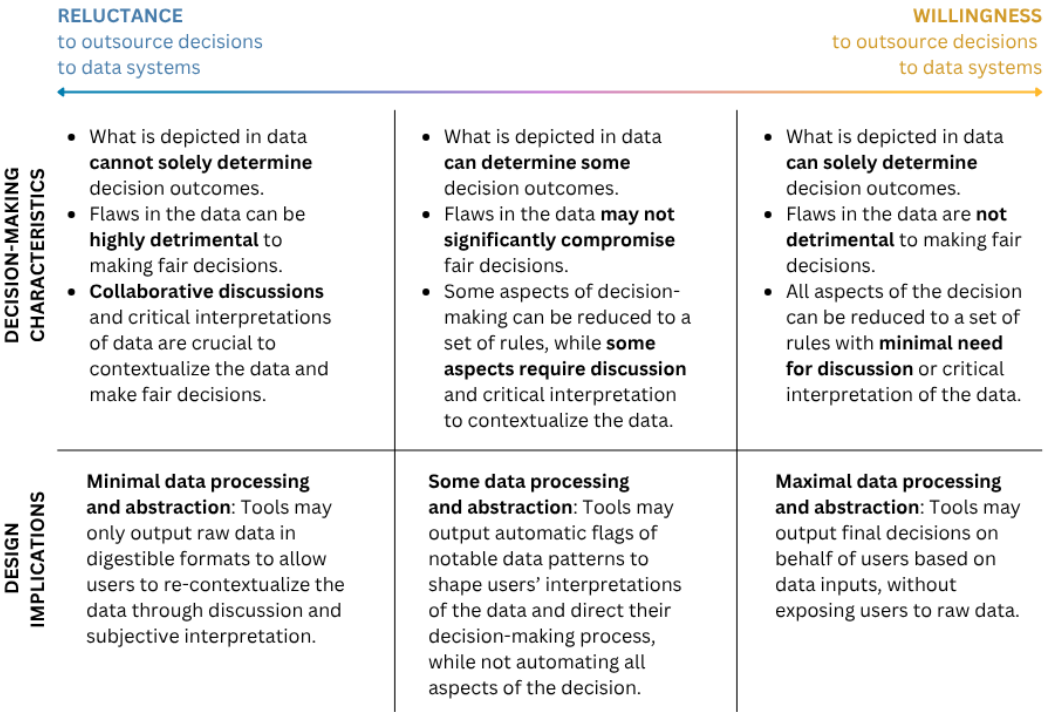 RELUCTANCE
to outsource decisions
to data systems
WILLINGNESS
to outsource decisions
to data systems
DECISION-MAKING
CHARACTERISTICS
• What is depicted in data
cannot solely determine
decision outcomes.
• Flaws in the data can be
highly detrimental to
making fair decisions.
• Collaborative discussions
and critical interpretations
of data are crucial to
contextualize the data and
make fair decisions.
• What is depicted in data
can determine some
decision outcomes.
• Flaws in the data may not
significantly compromise
fair decisions.
• Some aspects of decision-
making can be reduced to a
set of rules, while some
aspects require discussion
and critical interpretation
to contextualize the data.
• What is depicted in data
can solely determine
decision outcomes.
• Flaws in the data are not
detrimental to making fair
decisions.
• All aspects of the decision
can be reduced to a set of
rules with minimal need
for discussion or critical
interpretation of the data.
DESIGN
IMPLICATIONS
Minimal data processing
and abstraction: Tools may
only output raw data in
digestible formats to allow
users to re-contextualize the
data through discussion and
subjective interpretation.
Some data processing
and abstraction: Tools may
output automatic flags of
notable data patterns to
shape users’ interpretations
of the data and direct their
decision-making process,
while not automating all
aspects of the decision.
Maximal data processing
and abstraction: Tools may
output final decisions on
behalf of users based on
data inputs, without
exposing users to raw data.